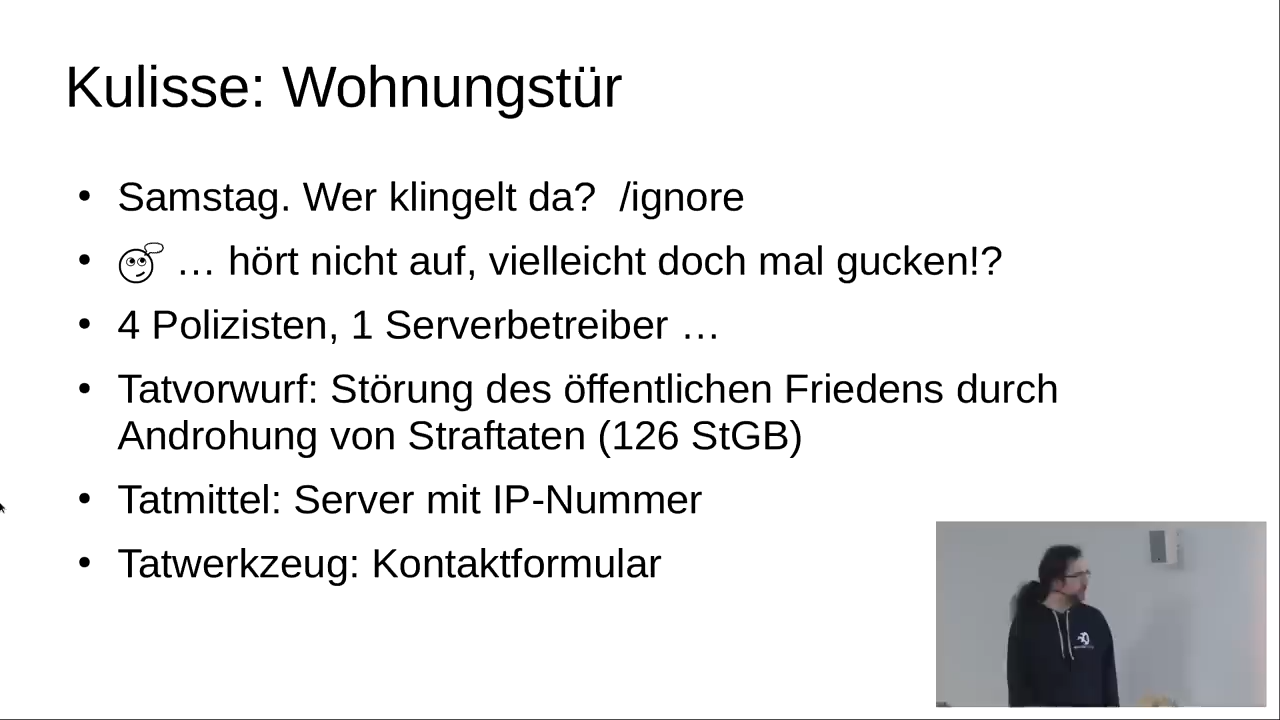 Kulisse: Wohnungstür
• Samstag. Wer klingelt da?  /ignore
• … hört nicht auf, vielleicht doch mal gucken!?
• 4 Polizisten, 1 Serverbetreiber …
• Tatvorwurf: Störung des öffentlichen Friedens durch
Androhung von Straftaten (126 StGB)
• Tatmittel: Server mit IP-Nummer
• Tatwerkzeug: Kontaktformular